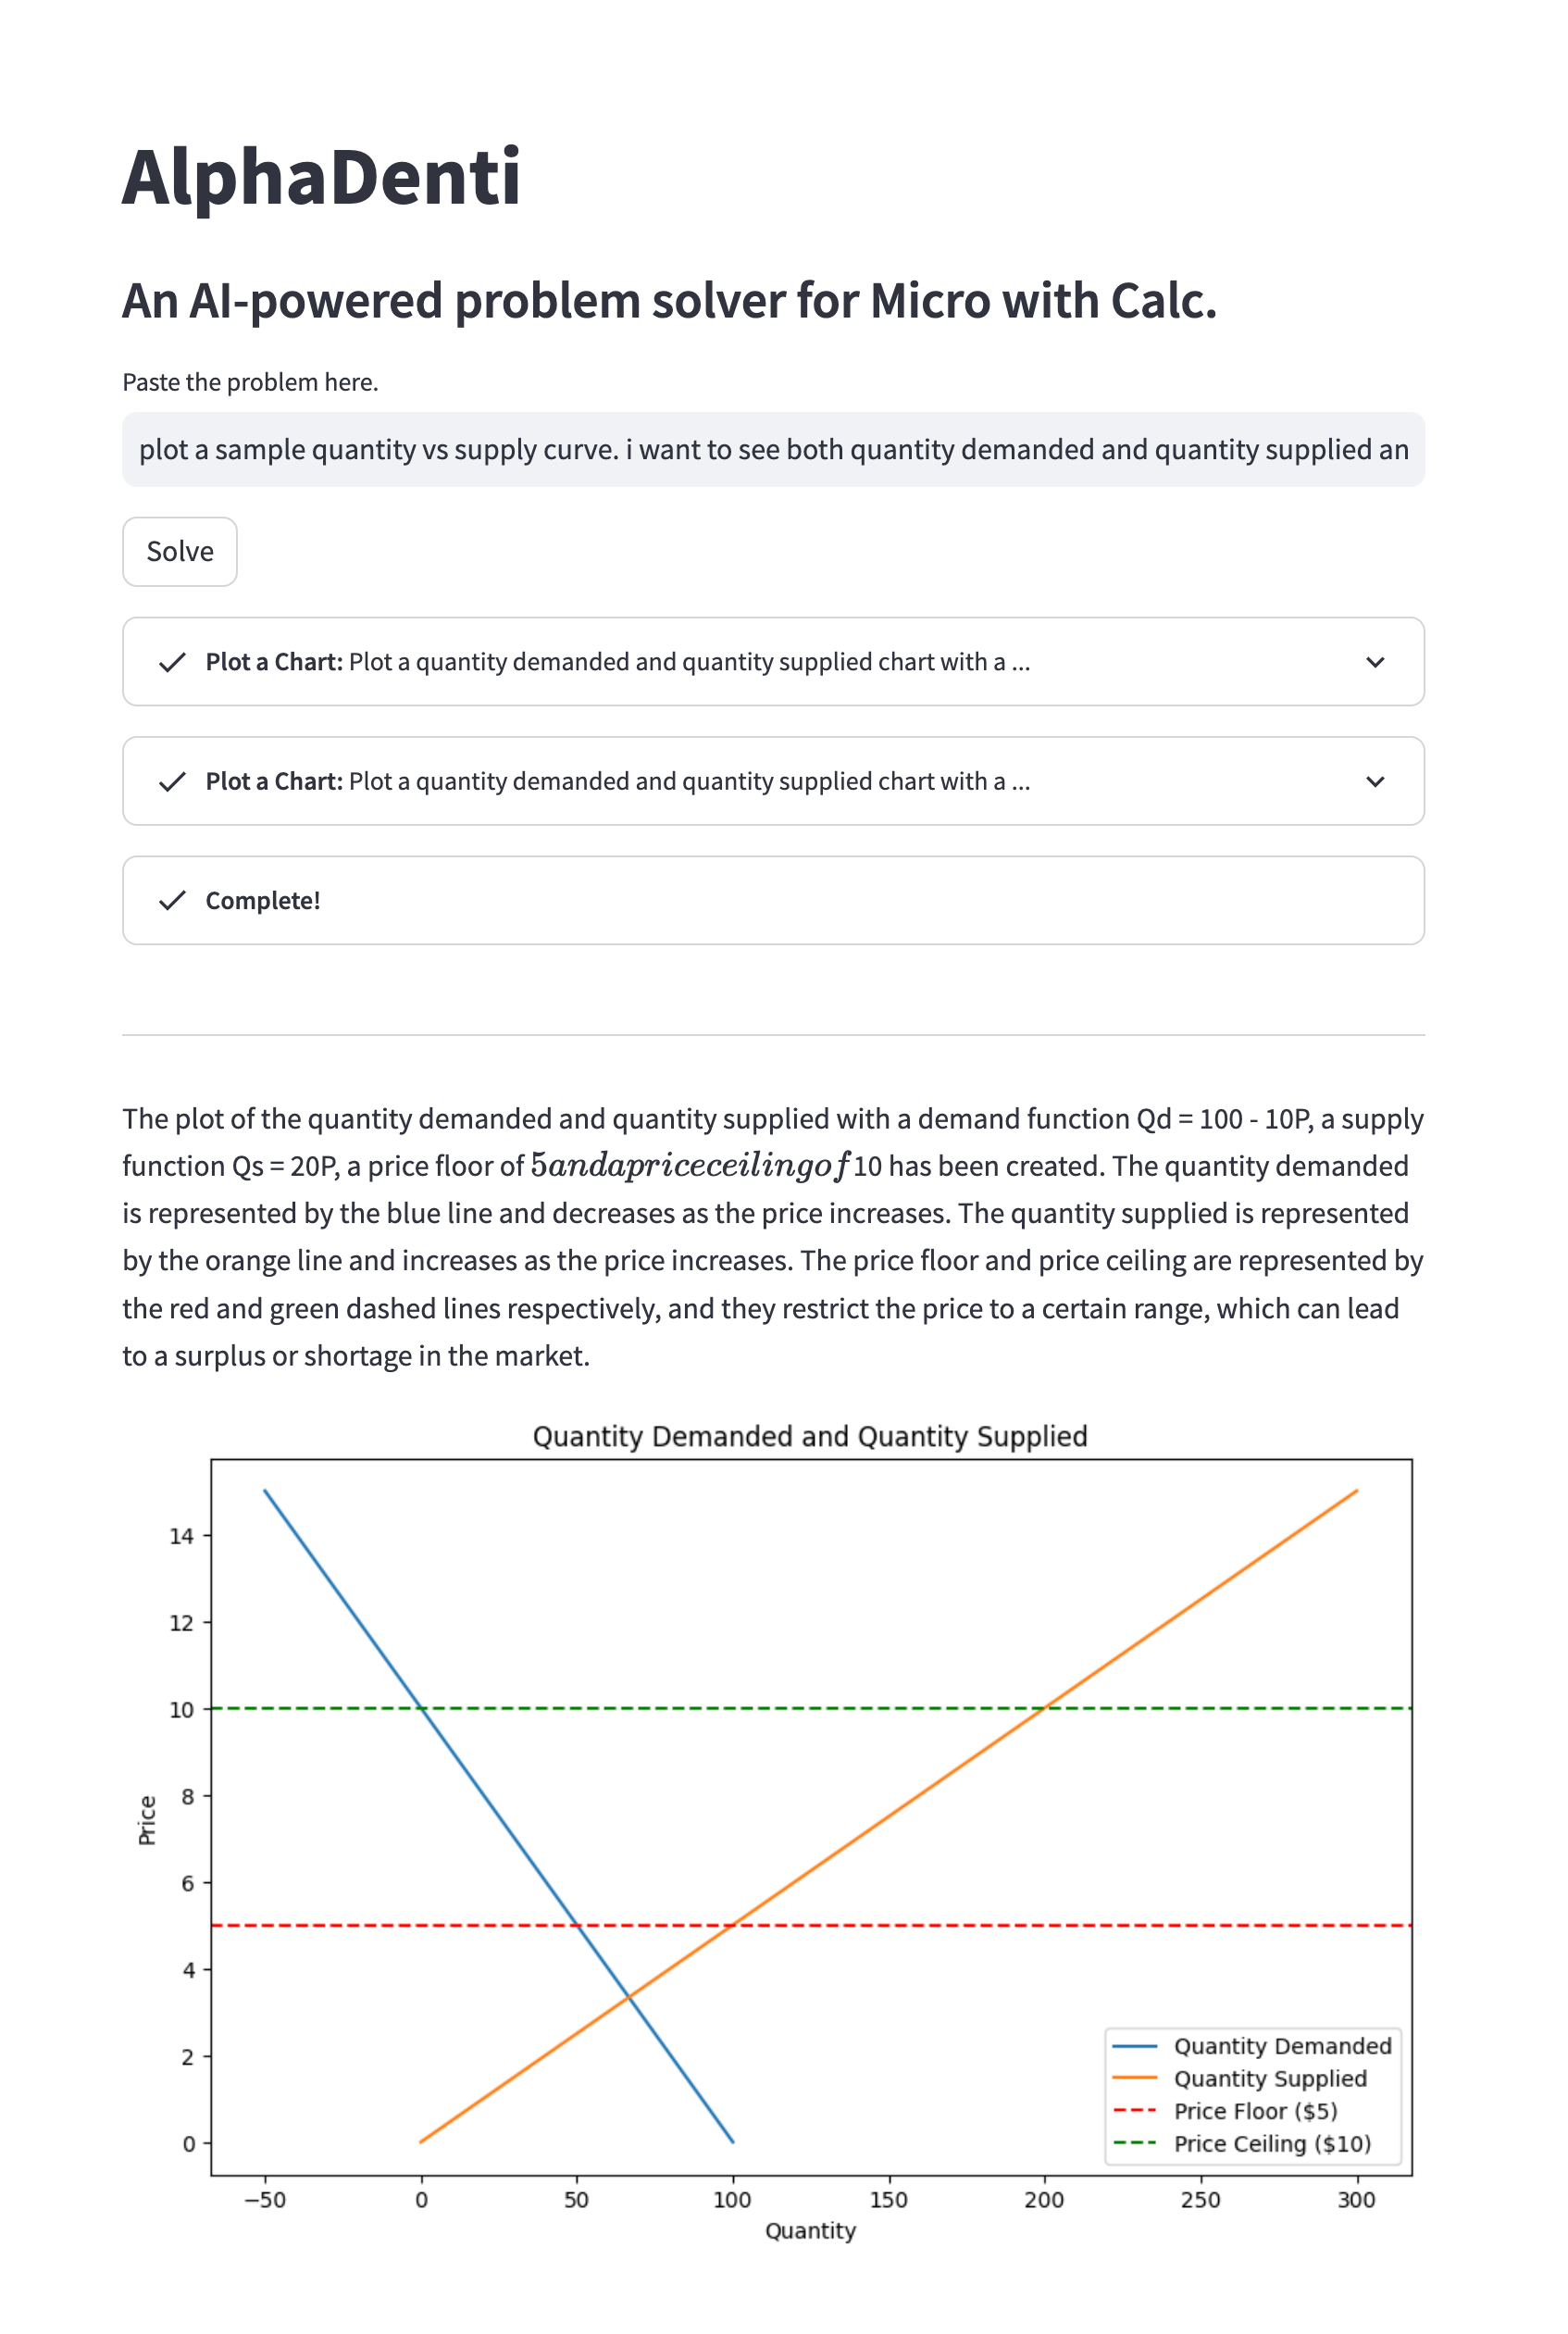 AlphaDenti
An AI-powered problem solver for Micro with Calc.
Paste the problem here.
plot a sample quantity vs supply curve. i want to see both quantity demanded and quantity supplied an
Solve
Plot a Chart: Plot a quantity demanded and quantity supplied chart with a ...
Plot a Chart: Plot a quantity demanded and quantity supplied chart with a ...
Complete!
The plot of the quantity demanded and quantity supplied with a demand function Qd = 100 - 10P, a supply
function Qs = 20P, a price floor of 5andapriceceilingof10 has been created. The quantity demanded
is represented by the blue line and decreases as the price increases. The quantity supplied is represented
by the orange line and increases as the price increases. The price floor and price ceiling are represented by
the red and green dashed lines respectively, and they restrict the price to a certain range, which can lead
to a surplus or shortage in the market.
Quantity Demanded and Quantity Supplied
14
12
10
8
6
4
2
0
Price
Quantity Demanded
Quantity Supplied
Price Floor ($5)
Price Ceiling ($10)
−50 0 50 100 150 200 250 300
Quantity